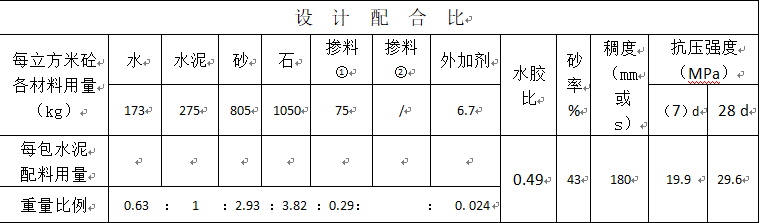 设 计 配 合 比
每立方米砼各材料用量（kg） 水 水泥 砂 石 掺料① 掺料② 外加剂 水胶比 砂率% 稠度（mm或s） 抗压强度（MPa）
173 275 805 1050 75 / 6.7 （7）d 28 d
每包水泥配料用量 0.49 43 180 19.9 29.6
重量比例 0.63 : 1 :2.93 :3.82 :0.29: : 0.024